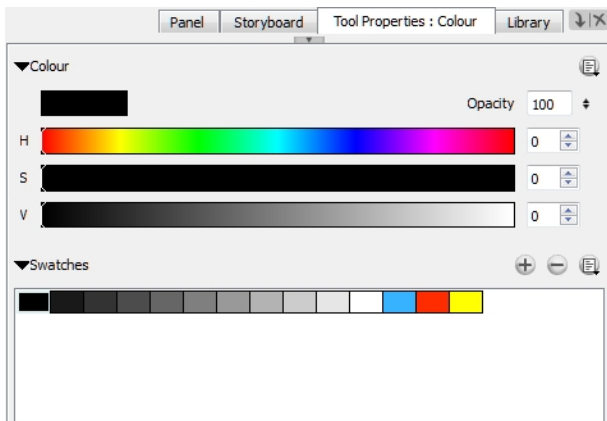 Panel Storyboard Tool Properties : Colour Library
Colour
Opacity 100
H 0
S 0
V 0
Swatches